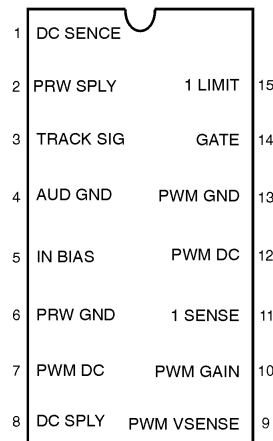 1 DC SENCE
2 PRW SPLY 1 LIMIT 15
3 TRACK SIG GATE 14
4 AUD GND PWM GND 13
5 IN BIAS PWM DC 12
6 PRW GND 1 SENSE 11
7 PWM DC PWM GAIN 10
8 DC SPLY PWM VSENSE 9